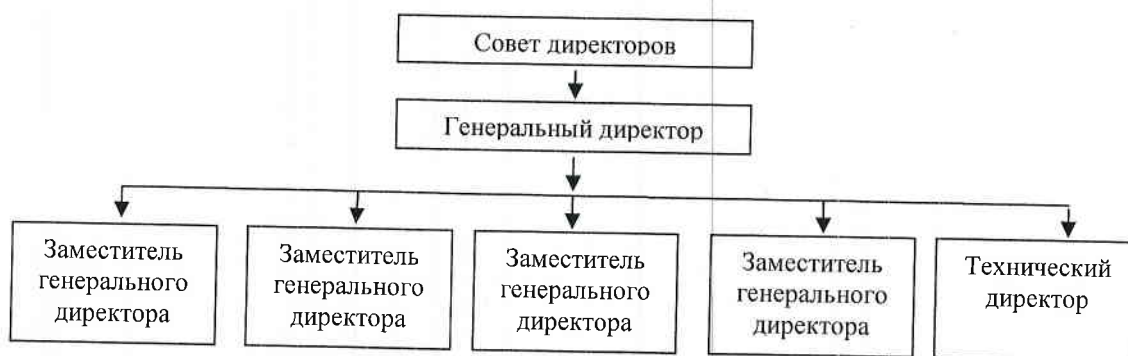 Совет директоров
Генеральный директор
Заместитель
генерального
директора
Заместитель
генерального
директора
Заместитель
генерального
директора
Заместитель
генерального
директора
Технический
директор